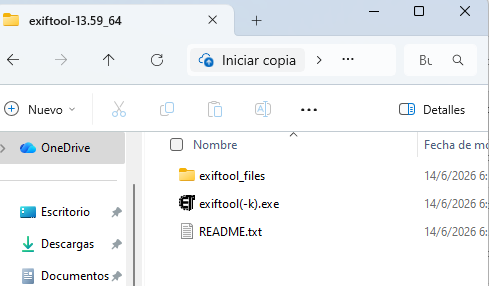 exiftool-13.59_64
Iniciar copia
Nuevo
Detalles
OneDrive
Escritorio
Descargas
Documentos
Nombre
Fecha de mo
exiftool_files
14/6/2026 6:
exiftool(-k).exe
14/6/2026 6:
README.txt
14/6/2026 6: